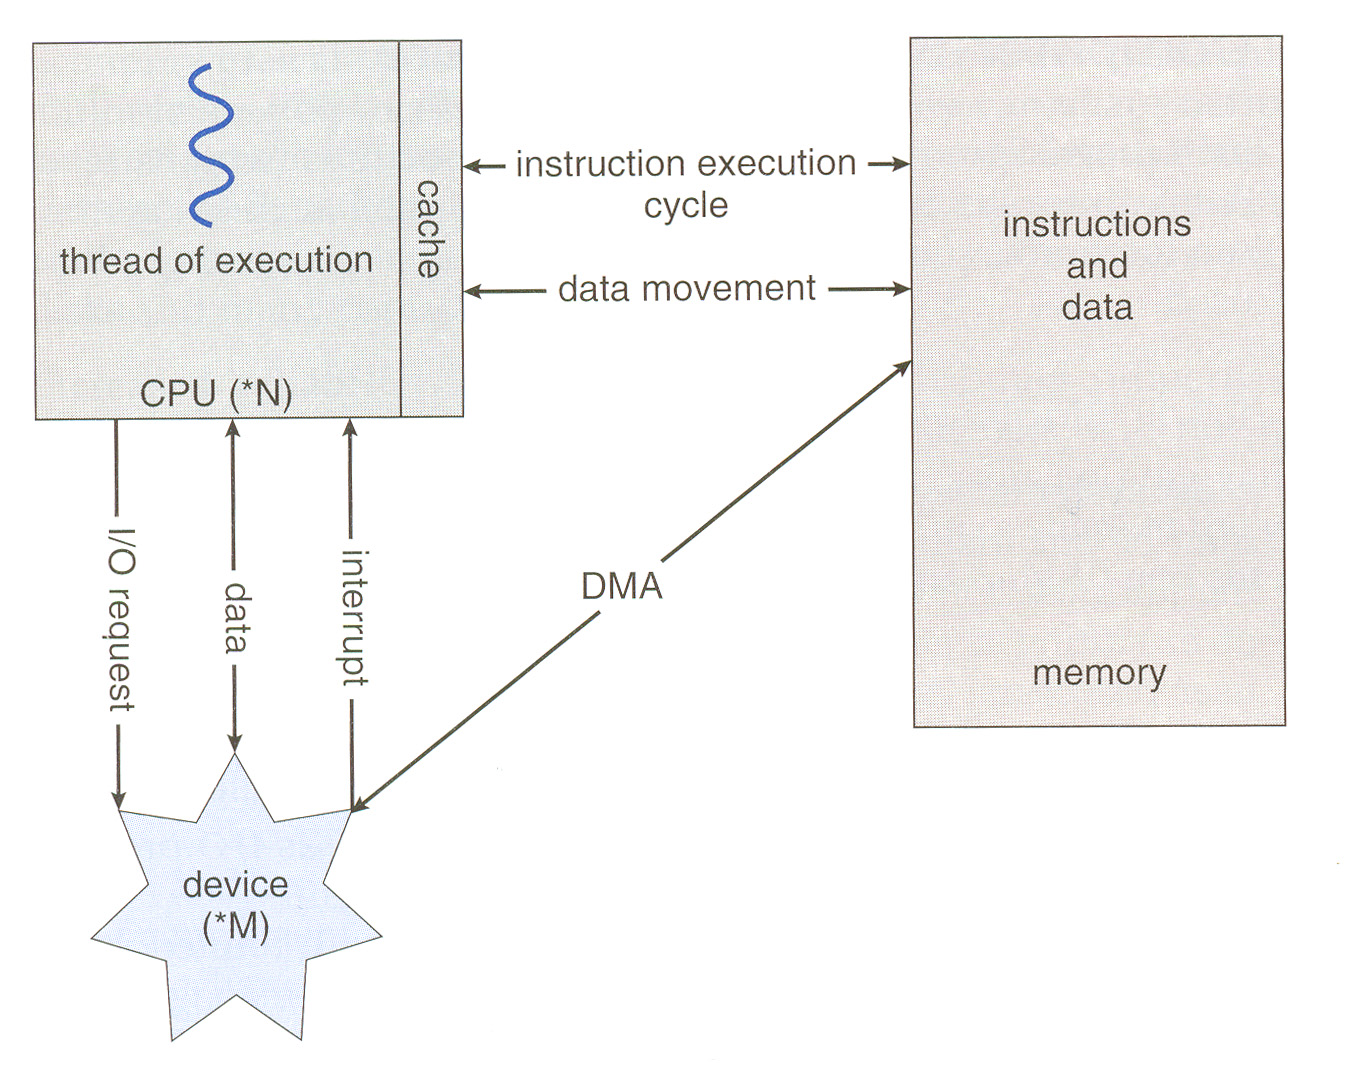 thread of execution
CPU (*N)
cache
instruction execution
cycle
data movement
instructions
and
data
memory
I/O request
data
interrupt
DMA
device
(*M)